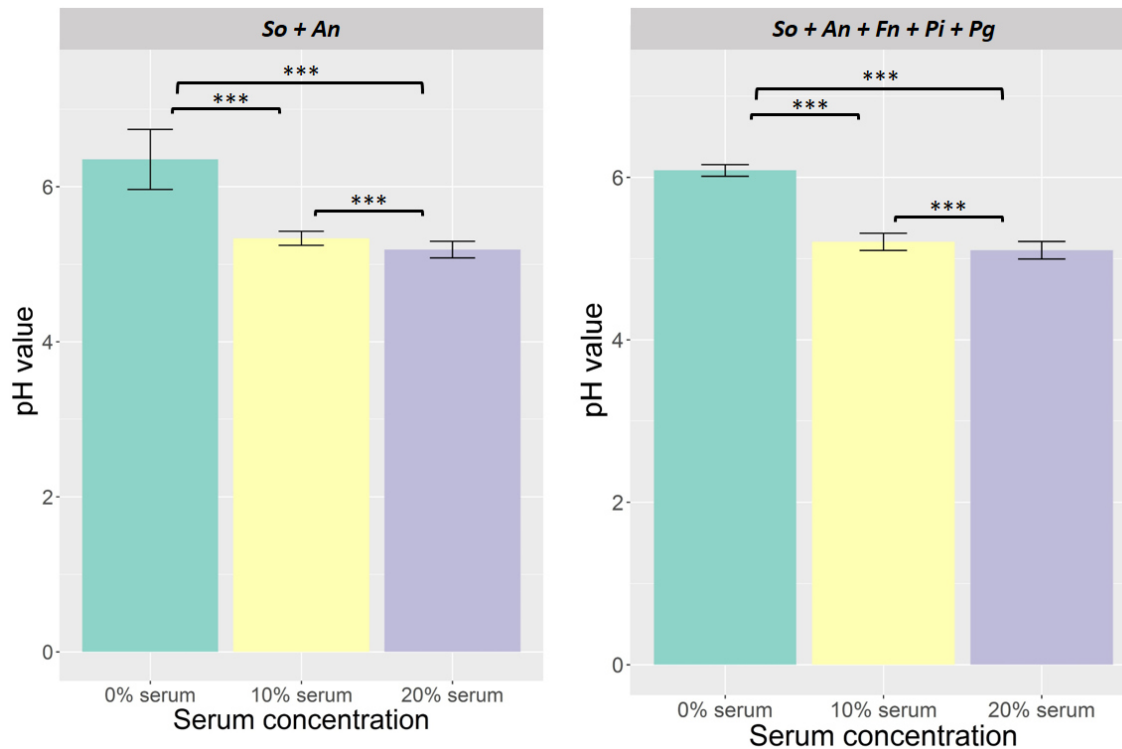 So + An
***
***
***
6
4
2
0
pH value
0% serum
10% serum
20% serum
Serum concentration
So + An + Fn + Pi + Pg
***
***
***
6
4
2
0
pH value
0% serum
10% serum
20% serum
Serum concentration